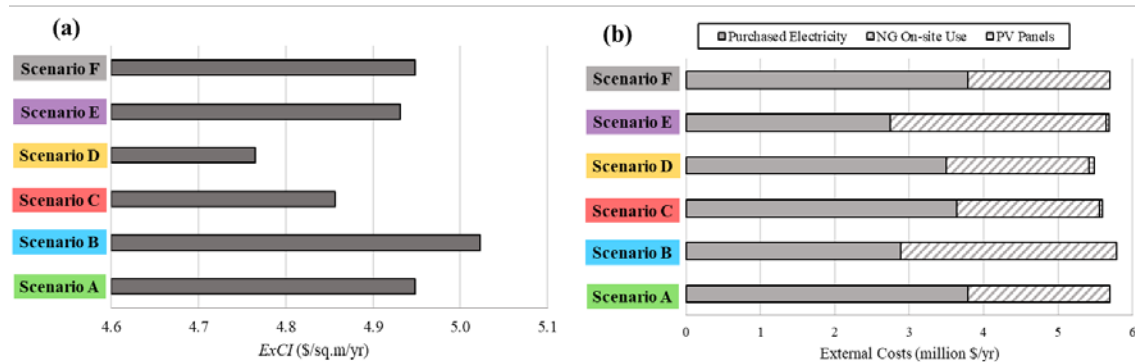 (a)
Scenario F
Scenario E
Scenario D
Scenario C
Scenario B
Scenario A
4.6 4.7 4.8 4.9 5.0 5.1
ExCI ($/sq.m/yr)
(b)
Purchased Electricity NG On-site Use PV Panels
Scenario F
Scenario E
Scenario D
Scenario C
Scenario B
Scenario A
0 1 2 3 4 5 6
External Costs (million $/yr)